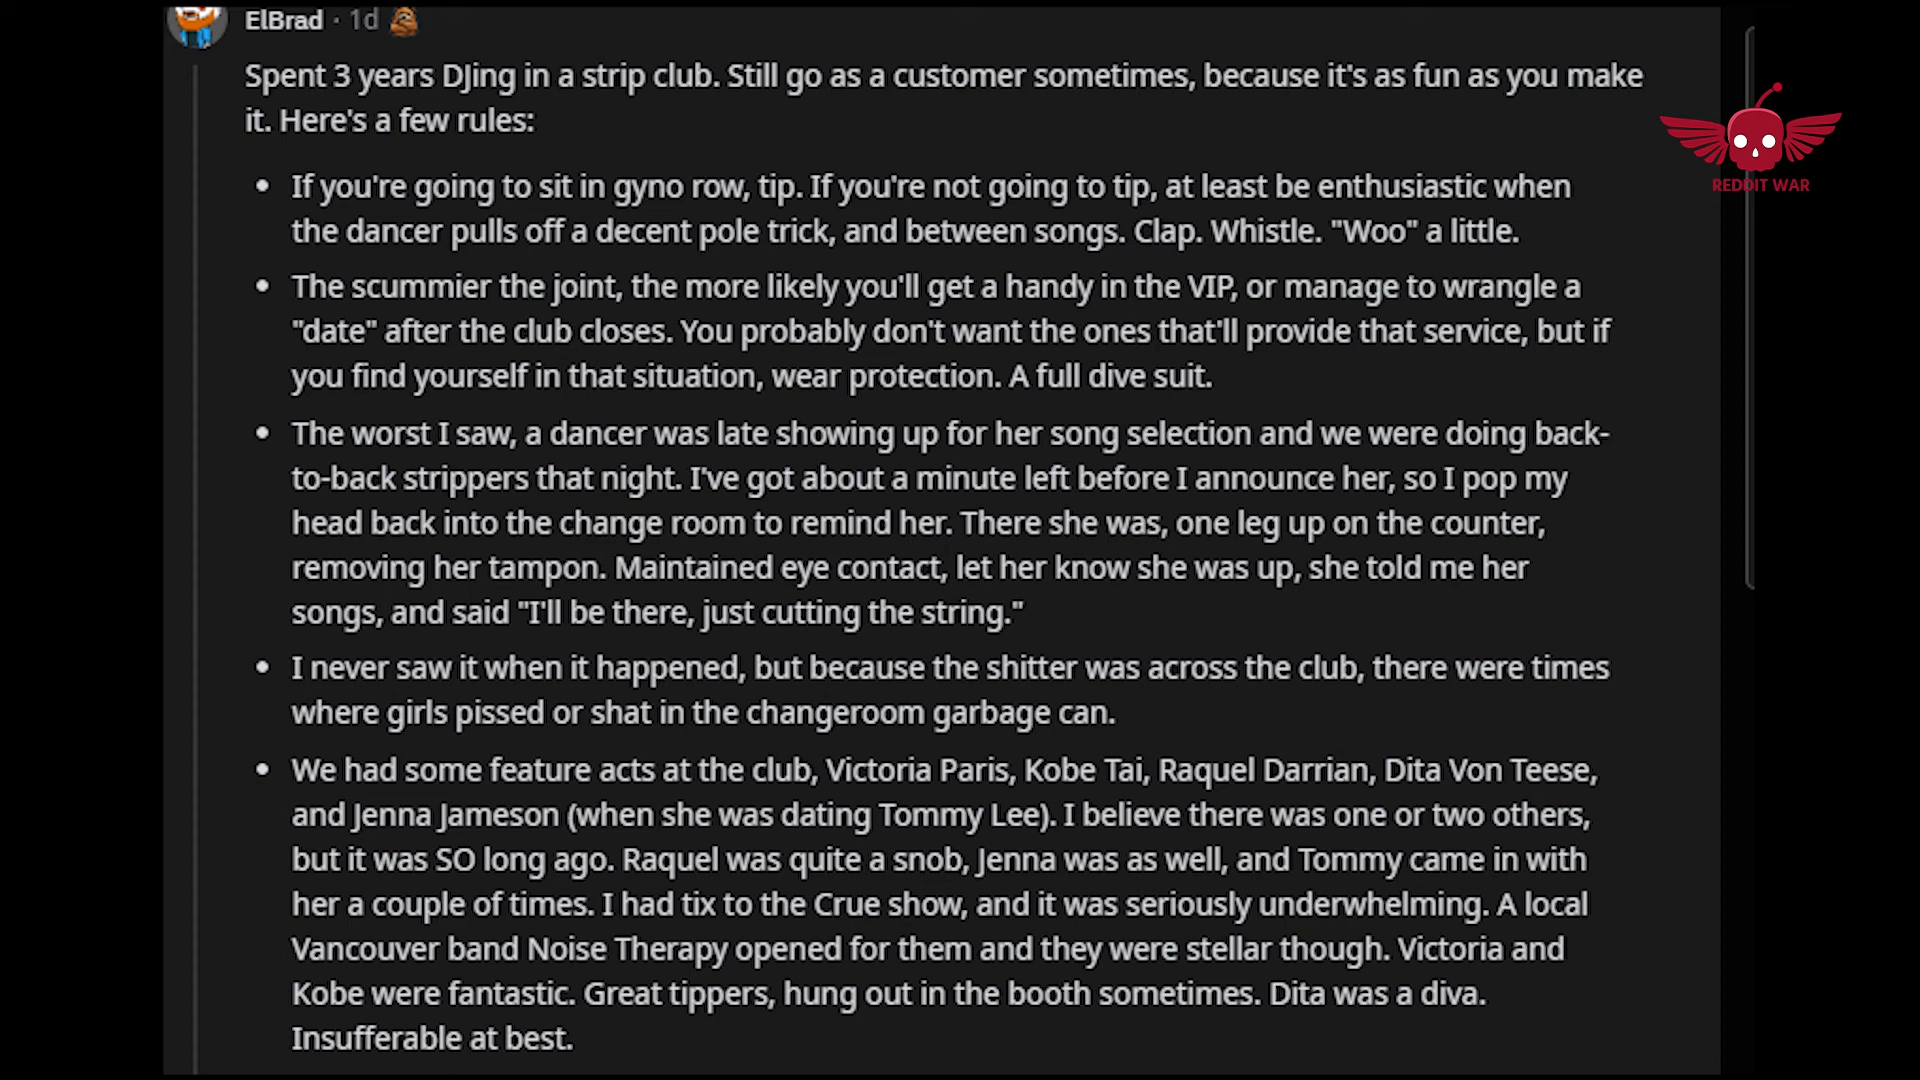 ElBrad · 1d
Spent 3 years DJing in a strip club. Still go as a customer sometimes, because it's as fun as you make
it. Here's a few rules:
• If you're going to sit in gyno row, tip. If you're not going to tip, at least be enthusiastic when
the dancer pulls off a decent pole trick, and between songs. Clap. Whistle. "Woo" a little.
• The scummier the joint, the more likely you'll get a handy in the VIP, or manage to wrangle a
"date" after the club closes. You probably don't want the ones that'll provide that service, but if
you find yourself in that situation, wear protection. A full dive suit.
• The worst I saw, a dancer was late showing up for her song selection and we were doing back-
to-back strippers that night. I've got about a minute left before I announce her, so I pop my
head back into the change room to remind her. There she was, one leg up on the counter,
removing her tampon. Maintained eye contact, let her know she was up, she told me her
songs, and said "I'll be there, just cutting the string."
• I never saw it when it happened, but because the shitter was across the club, there were times
where girls pissed or shat in the changeroom garbage can.
• We had some feature acts at the club, Victoria Paris, Kobe Tai, Raquel Darrian, Dita Von Teese,
and Jenna Jameson (when she was dating Tommy Lee). I believe there was one or two others,
but it was SO long ago. Raquel was quite a snob, Jenna was as well, and Tommy came in with
her a couple of times. I had tix to the Crue show, and it was seriously underwhelming. A local
Vancouver band Noise Therapy opened for them and they were stellar though. Victoria and
Kobe were fantastic. Great tippers, hung out in the booth sometimes. Dita was a diva.
Insufferable at best.
REDDIT WAR